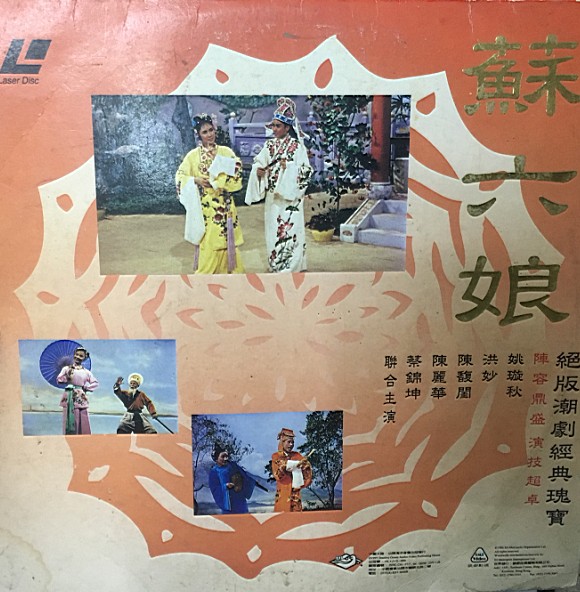 Laser Disc
蘇六娘
絕版潮劇經典瑰寶
陳容鼎盛 演技超卓
姚璇秋
洪妙
陳馥闈
陳麗華
蔡錦坤
聯合主演